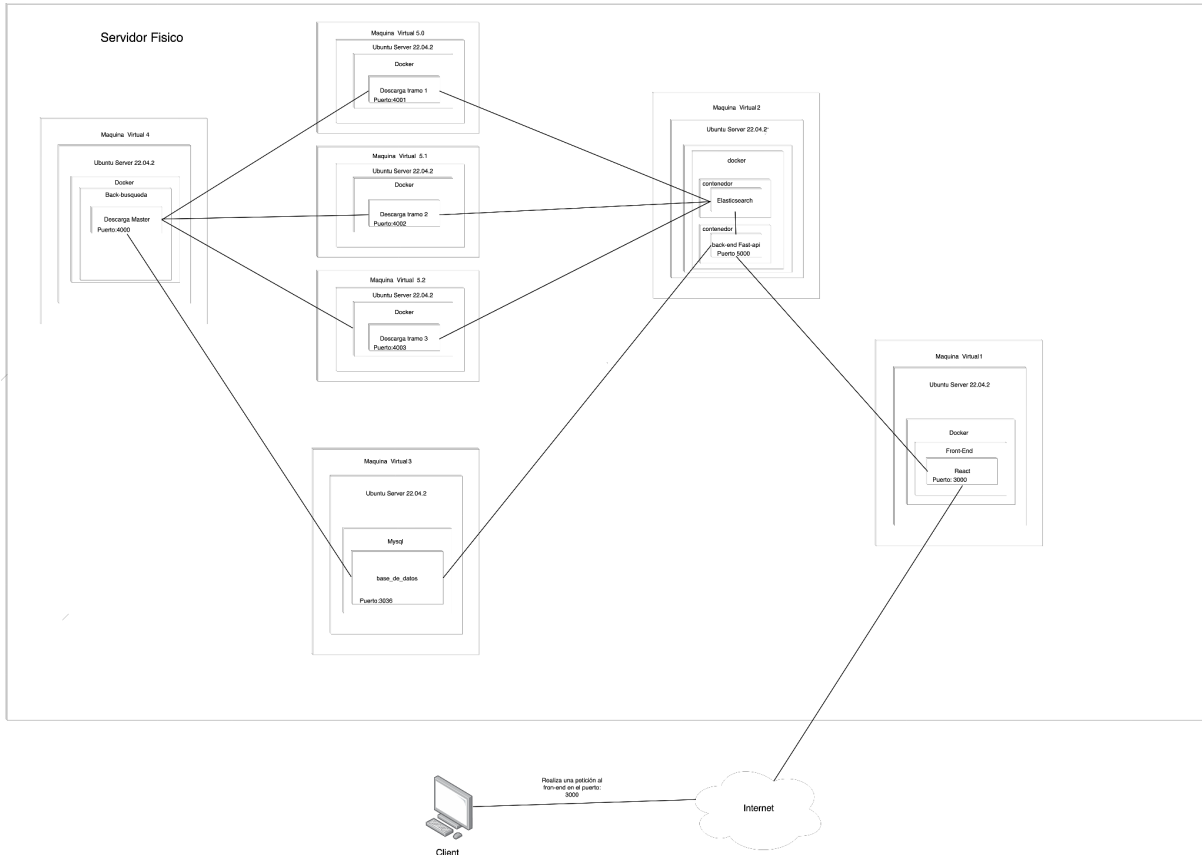 Servidor Fisico
Maquina Virtual 5.0
Ubuntu Server 22.04.2
Docker
Descarga tramo 1
Puerto:4001
Maquina Virtual 4
Ubuntu Server 22.04.2
Docker
Back-busqueda
Descarga Master
Puerto:4000
Maquina Virtual 5.1
Ubuntu Server 22.04.2
Docker
Descarga tramo 2
Puerto:4002
Maquina Virtual 5.2
Ubuntu Server 22.04.2
Docker
Descarga tramo 3
Puerto:4003
Maquina Virtual 2
Ubuntu Server 22.04.2
docker
contenedor
Elasticsearch
contenedor
back-end Fast-api
Puerto 5000
Maquina Virtual 1
Ubuntu Server 22.04.2
Docker
Front-End
React
Puerto: 3000
Maquina Virtual 3
Ubuntu Server 22.04.2
Mysql
base_de_datos
Puerto:3036
Realiza una petición al
fron-end en el puerto:
3000
Internet
Client